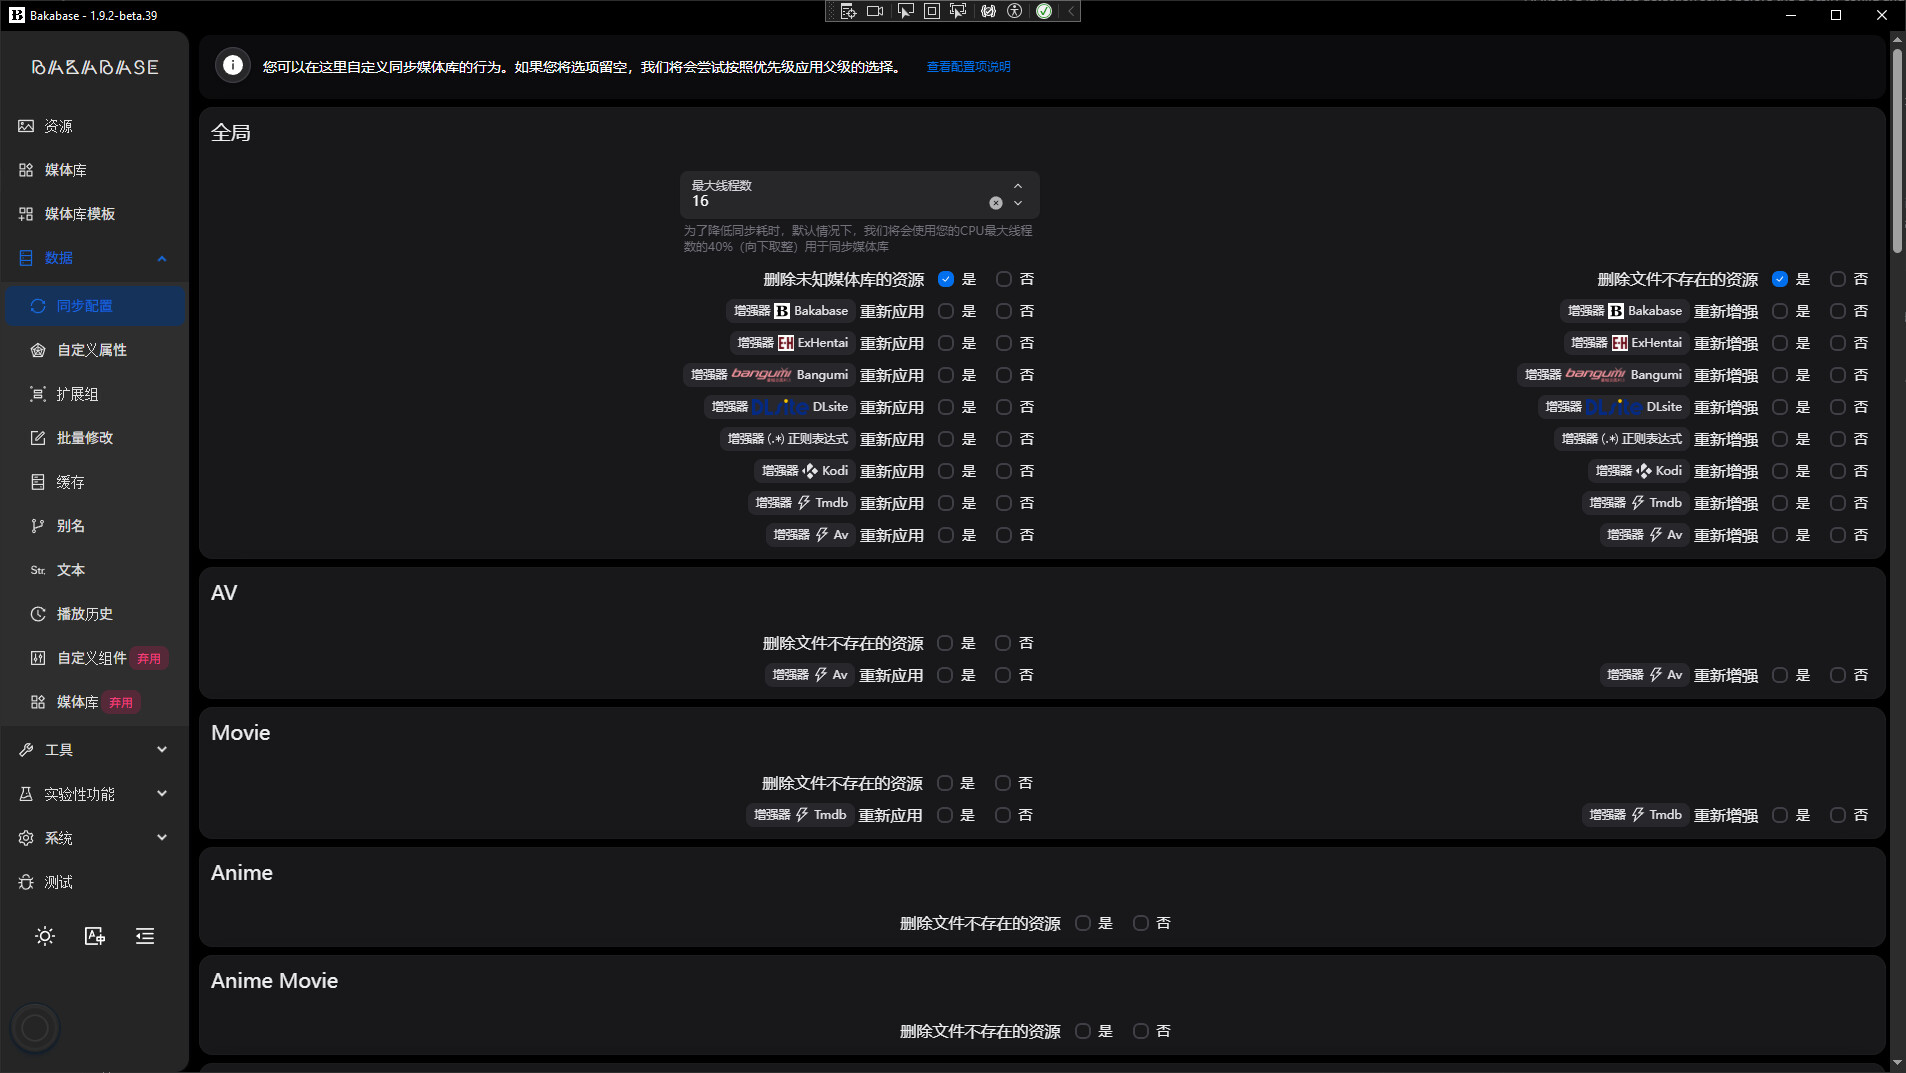 Bakabase - 1.9.2-beta.39
BAKABASE
资源
媒体库
媒体库模板
数据
同步配置
自定义属性
扩展组
批量修改
缓存
别名
Str. 文本
播放历史
自定义组件 弃用
媒体库 弃用
工具
实验性功能
系统
测试
您可以在这里自定义同步媒体库的行为。如果您将选项留空，我们将会尝试按照优先级应用父级的选择。 查看配置项说明
全局
最大线程数
16
为了降低同步耗时，默认情况下，我们将会使用您的CPU最大线程
数的40%（向下取整）用于同步媒体库
删除未知媒体库的资源 是 否 删除文件不存在的资源 是 否
增强器 B Bakabase 重新应用 是 否 增强器 B Bakabase 重新增强 是 否
增强器 E-H ExHentai 重新应用 是 否 增强器 E-H ExHentai 重新增强 是 否
增强器 bangumi Bangumi 重新应用 是 否 增强器 bangumi Bangumi 重新增强 是 否
增强器 DLsite DLsite 重新应用 是 否 增强器 DLsite DLsite 重新增强 是 否
增强器 (.*) 正则表达式 重新应用 是 否 增强器 (.*) 正则表达式 重新增强 是 否
增强器 Kodi 重新应用 是 否 增强器 Kodi 重新增强 是 否
增强器 Tmdb 重新应用 是 否 增强器 Tmdb 重新增强 是 否
增强器 Av 重新应用 是 否 增强器 Av 重新增强 是 否
AV
删除文件不存在的资源 是 否
增强器 Av 重新应用 是 否 增强器 Av 重新增强 是 否
Movie
删除文件不存在的资源 是 否
增强器 Tmdb 重新应用 是 否 增强器 Tmdb 重新增强 是 否
Anime
删除文件不存在的资源 是 否
Anime Movie
删除文件不存在的资源 是 否